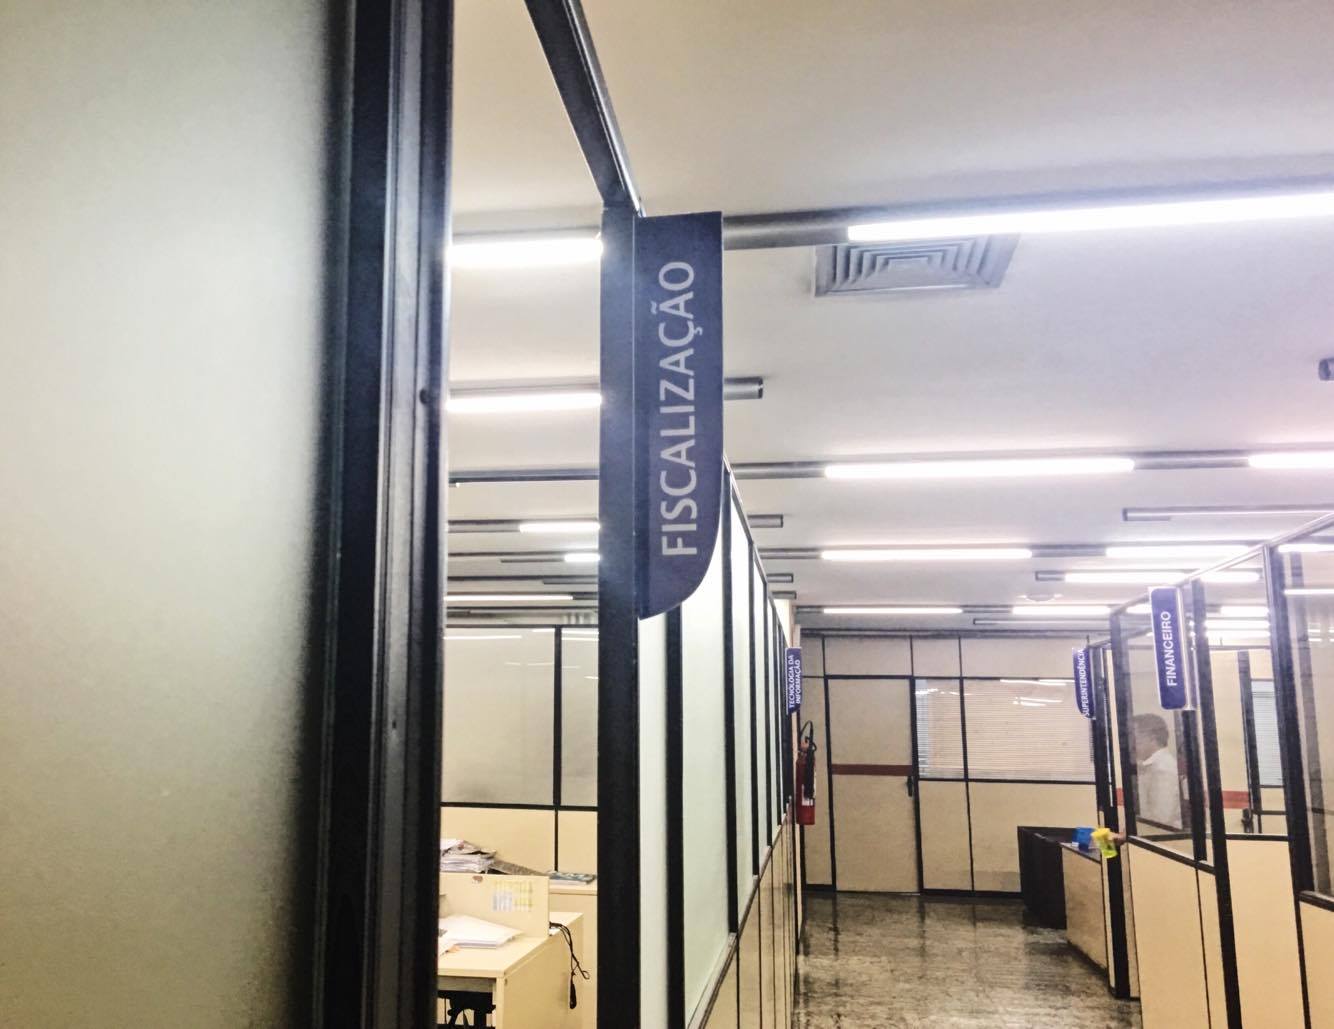 FISCALIZAÇÃO
TECNOLOGIA DA
INFORMAÇÃO
SUPERINTENDÊNCIA
FINANCEIRO